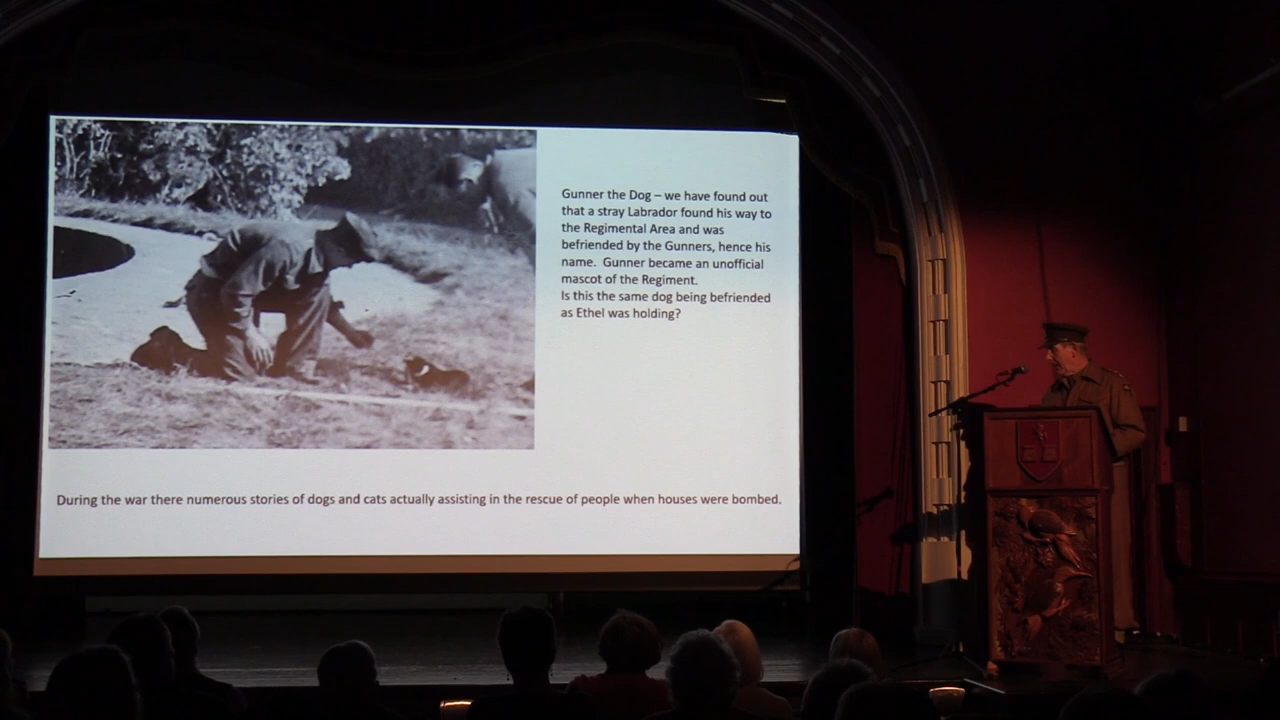 Gunner the Dog – we have found out
that a stray Labrador found his way to
the Regimental Area and was
befriended by the Gunners, hence his
name.  Gunner became an unofficial
mascot of the Regiment.
Is this the same dog being befriended
as Ethel was holding?
During the war there numerous stories of dogs and cats actually assisting in the rescue of people when houses were bombed.